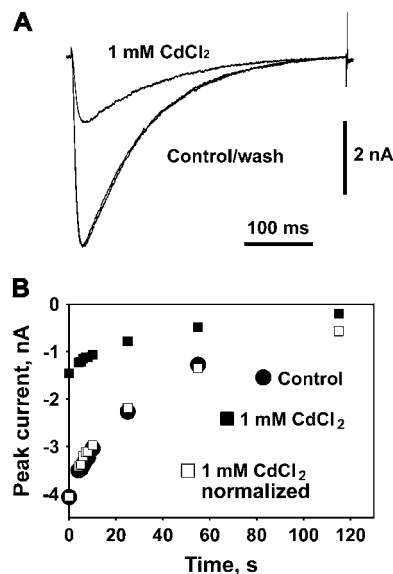 A
1 mM CdCl2
Control/wash
2 nA
100 ms
B
0
-1
-2
-3
-4
Peak current, nA
Control
1 mM CdCl2
1 mM CdCl2
normalized
0 20 40 60 80 100 120
Time, s